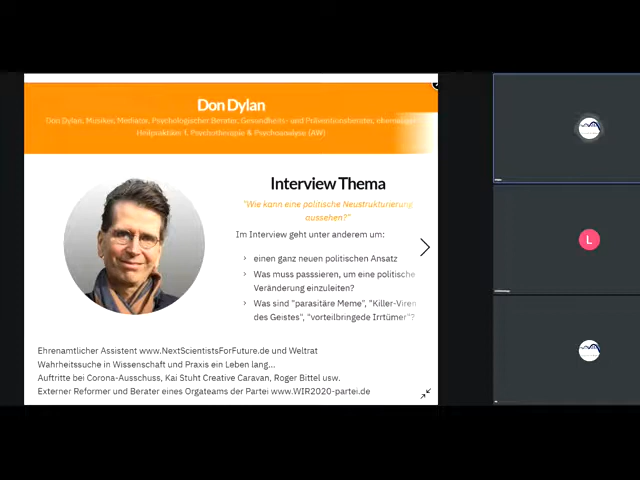 Don Dylan
Don Dylan, Musiker, Mediator, Psychologischer Berater, Gesundheits- und Präventionsberater,
Heilpraktiker f. Psychotherapie & Psychoanalyse (AW)
Interview Thema
"Wie kann eine politische Neustrukturierung
aussehen?"
Im Interview geht es unter anderem um:
einen ganz neuen politischen Ansatz
Was muss passsieren, um eine politische
Veränderung einzuleiten?
Was sind "parasitäre Meme", "Killer-Viren
des Geistes", "vorteilbringede Irrtümer"?
Ehrenamtlicher Assistent www.NextScientistsForFuture.de und Weltrat
Wahrheitssuche in Wissenschaft und Praxis ein Leben lang...
Auftritte bei Corona-Ausschuss, Kai Stuht Creative Caravan, Roger Bittel usw.
Externer Reformer und Berater eines Orgateams der Partei www.WIR2020-partei.de
L